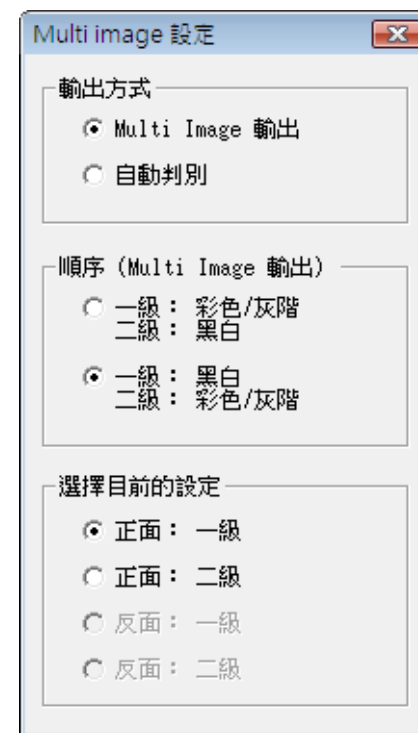 Multi image 設定
輸出方式
Multi Image 輸出
自動判別
順序 (Multi Image 輸出)
一級： 彩色/灰階
二級： 黑白
一級： 黑白
二級： 彩色/灰階
選擇目前的設定
正面： 一級
正面： 二級
反面： 一級
反面： 二級